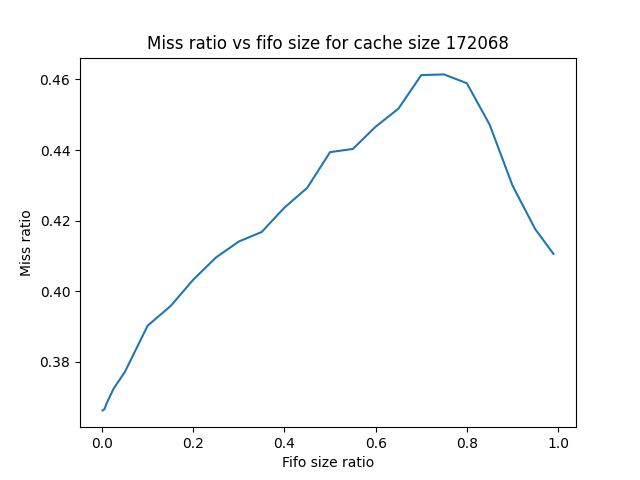 Miss ratio vs fifo size for cache size 172068
0.46
0.44
0.42
0.40
0.38
Miss ratio
0.0 0.2 0.4 0.6 0.8 1.0
Fifo size ratio